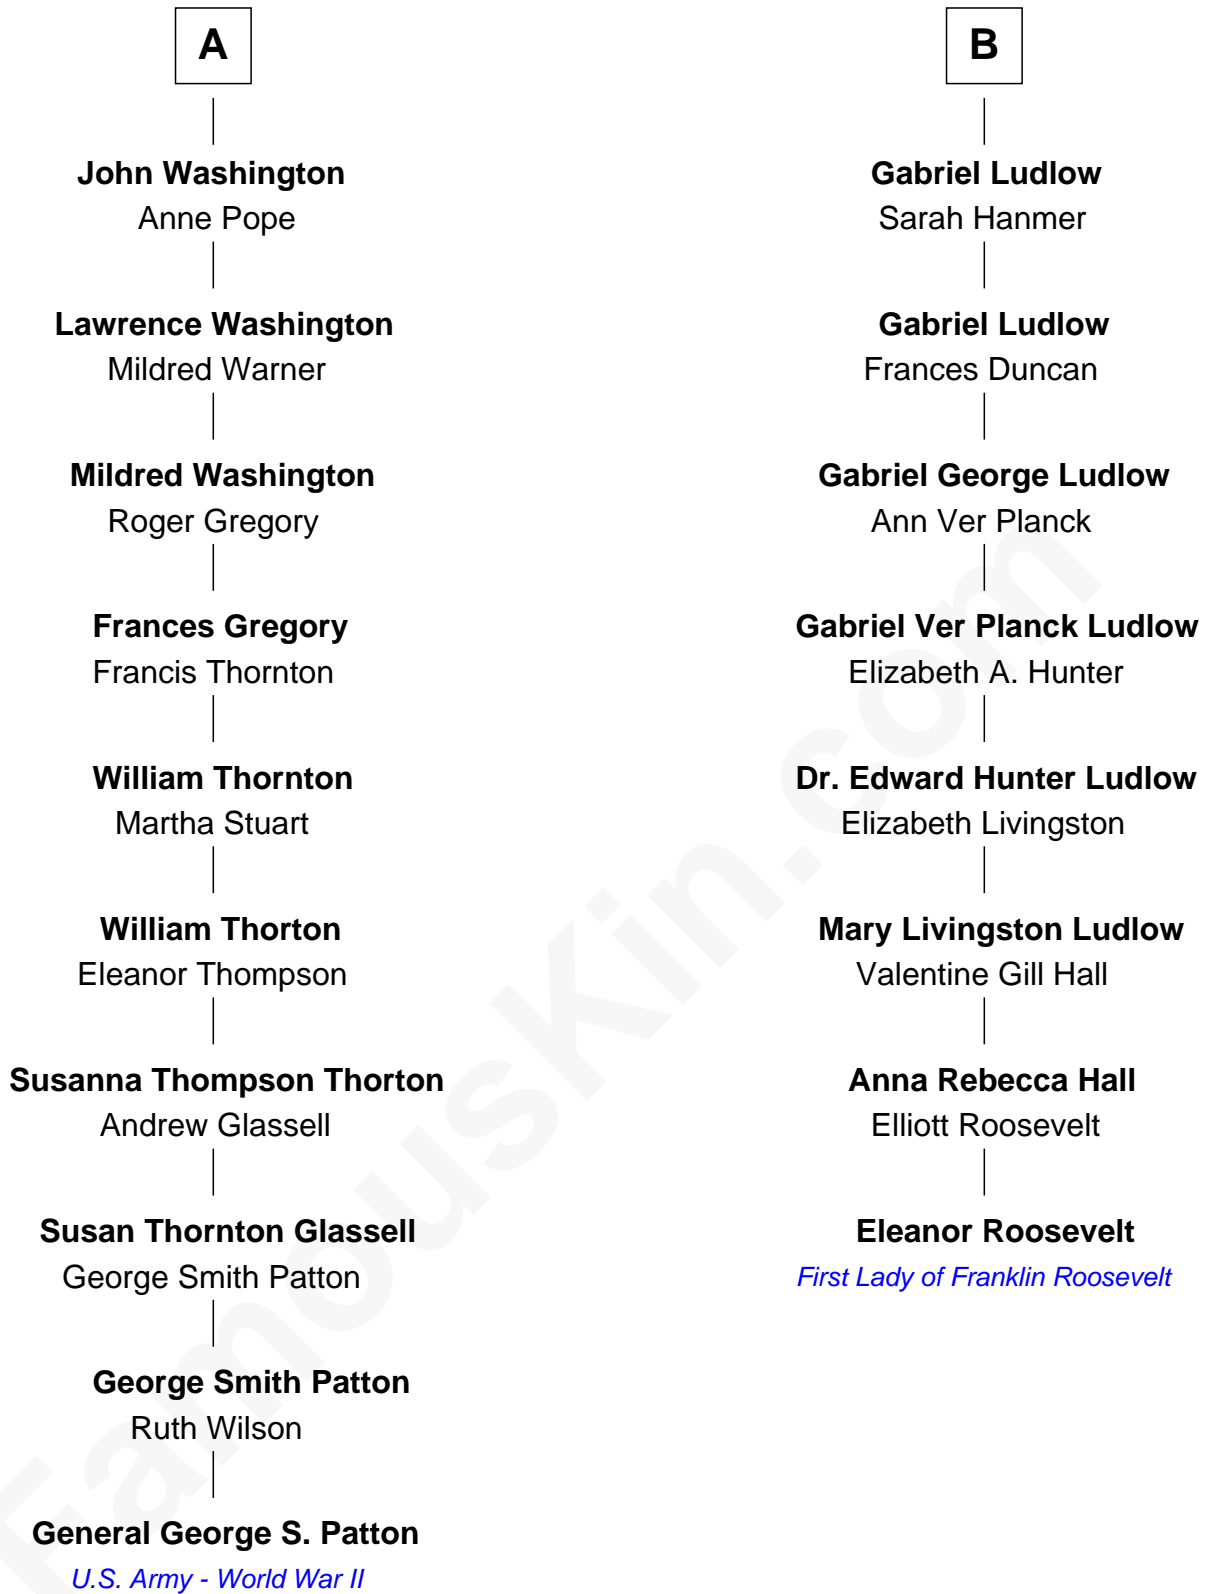 A
John Washington
Anne Pope
Lawrence Washington
Mildred Warner
Mildred Washington
Roger Gregory
Frances Gregory
Francis Thornton
William Thornton
Martha Stuart
William Thorton
Eleanor Thompson
Susanna Thompson Thorton
Andrew Glassell
Susan Thornton Glassell
George Smith Patton
George Smith Patton
Ruth Wilson
General George S. Patton
U.S. Army - World War II
B
Gabriel Ludlow
Sarah Hanmer
Gabriel Ludlow
Frances Duncan
Gabriel George Ludlow
Ann Ver Planck
Gabriel Ver Planck Ludlow
Elizabeth A. Hunter
Dr. Edward Hunter Ludlow
Elizabeth Livingston
Mary Livingston Ludlow
Valentine Gill Hall
Anna Rebecca Hall
Elliott Roosevelt
Eleanor Roosevelt
First Lady of Franklin Roosevelt
FamousKin.com